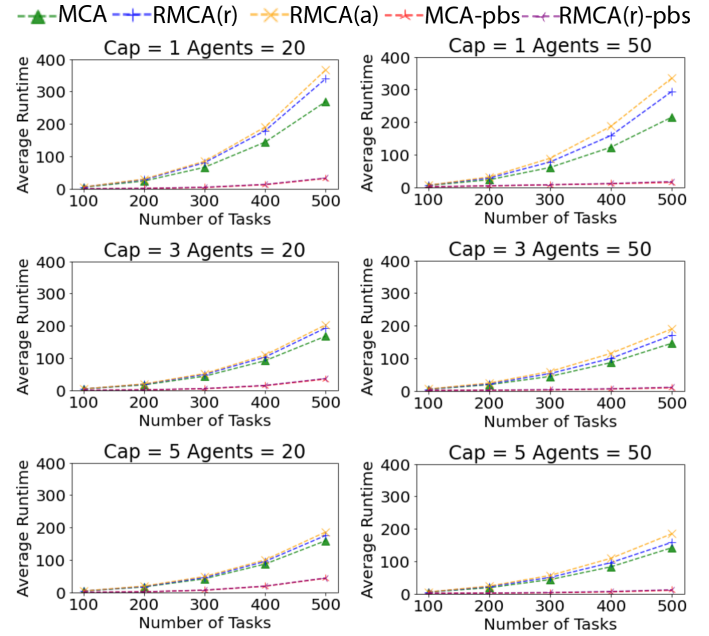 MCA RMCA(r) RMCA(a) MCA-pbs RMCA(r)-pbs
Cap = 1 Agents = 20
400
300
200
100
0
Average Runtime
100 200 300 400 500
Number of Tasks
Cap = 1 Agents = 50
400
300
200
100
0
Average Runtime
100 200 300 400 500
Number of Tasks
Cap = 3 Agents = 20
400
300
200
100
0
Average Runtime
100 200 300 400 500
Number of Tasks
Cap = 3 Agents = 50
400
300
200
100
0
Average Runtime
100 200 300 400 500
Number of Tasks
Cap = 5 Agents = 20
400
300
200
100
0
Average Runtime
100 200 300 400 500
Number of Tasks
Cap = 5 Agents = 50
400
300
200
100
0
Average Runtime
100 200 300 400 500
Number of Tasks